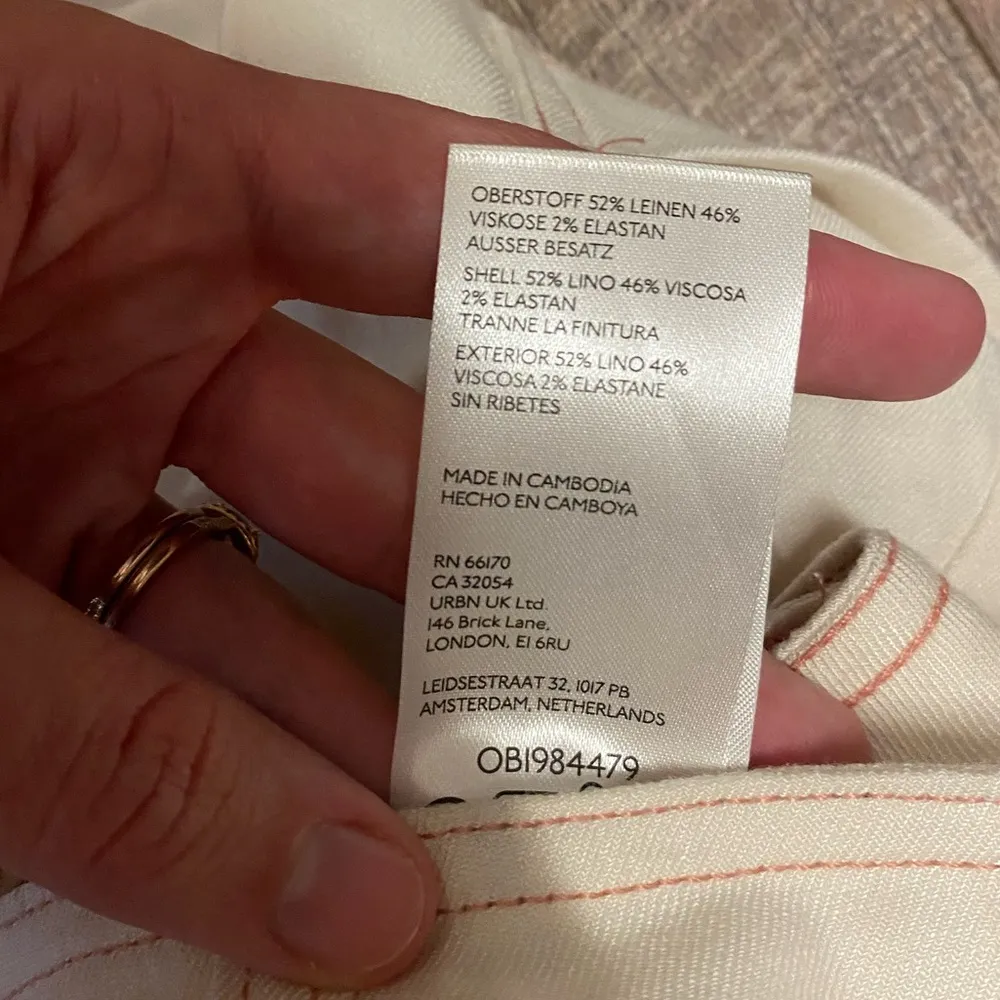 OBERSTOFF 52% LEINEN 46%
VISKOSE 2% ELASTAN
AUSSER BESATZ
SHELL 52% LINO 46% VISCOSA
2% ELASTAN
TRANNE LA FINITURA
EXTERIOR 52% LINO 46%
VISCOSA 2% ELASTANE
SIN RIBETES
MADE IN CAMBODIA
HECHO EN CAMBOYA
RN 66170
CA 32054
URBN UK Ltd.
146 Brick Lane,
LONDON, E1 6RU
LEIDSESTRAAT 32, 1017 PB
AMSTERDAM, NETHERLANDS
OB1984479